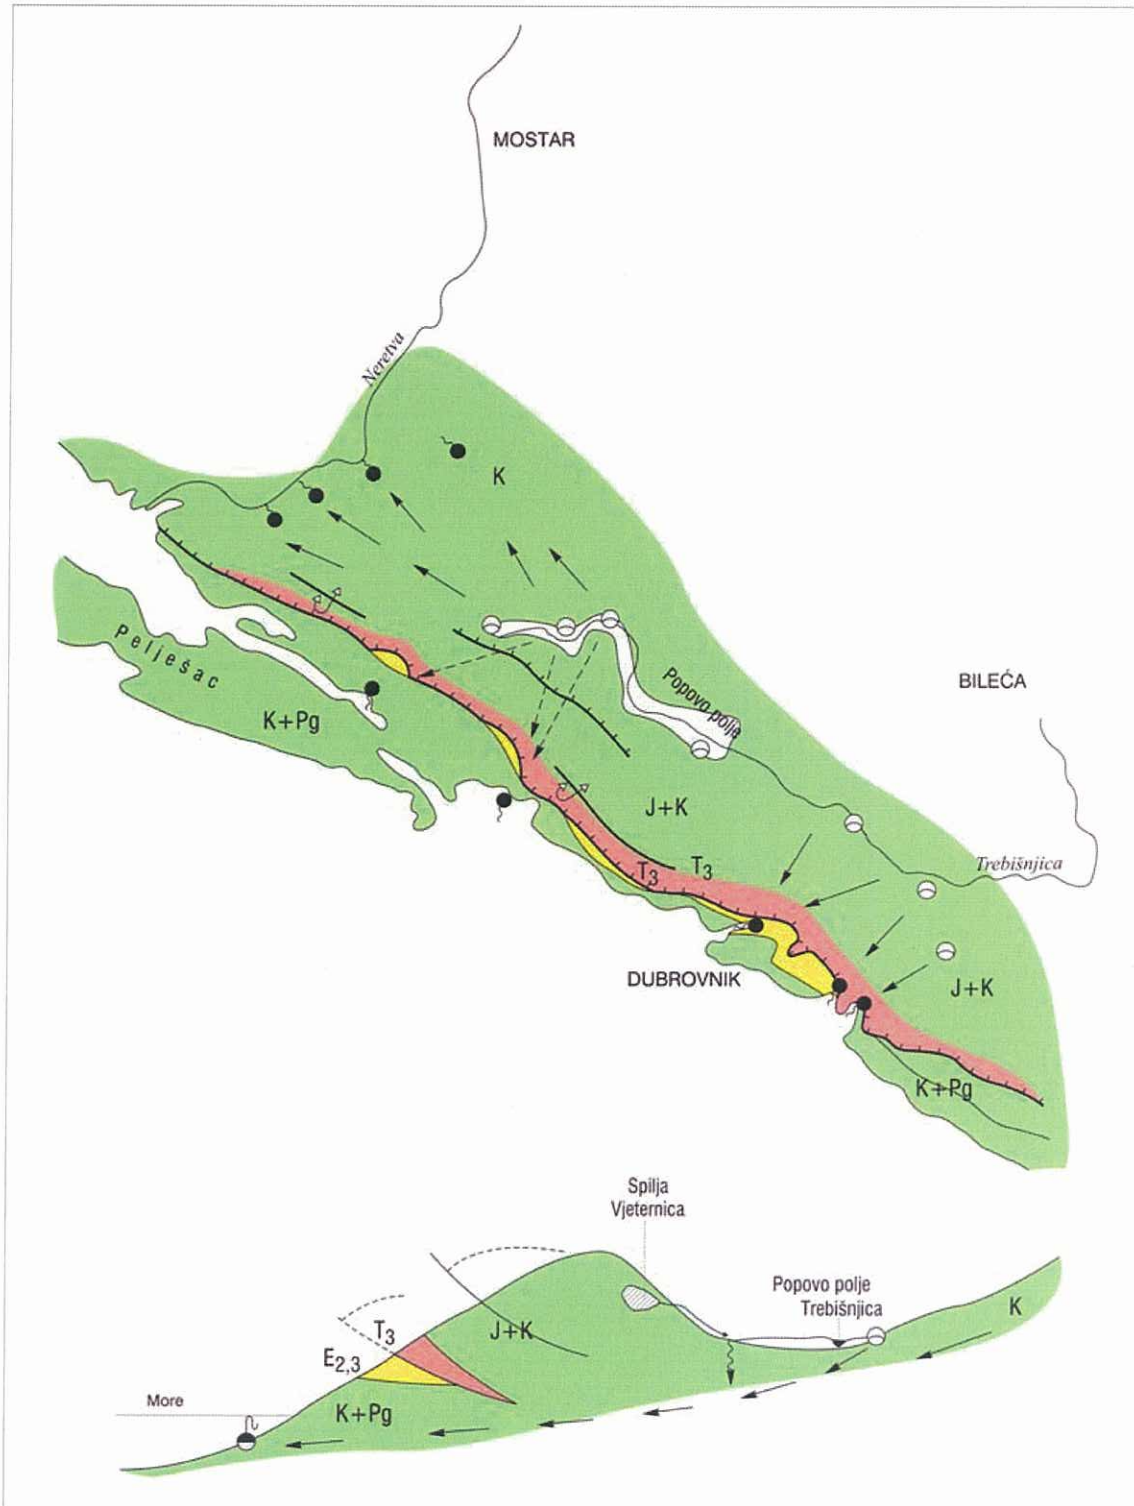 MOSTAR
Neretva
K
Pelješac
K+Pg
Popovo polje
BILEĆA
J+K
Trebišnjica
T3
T3
DUBROVNIK
J+K
K+Pg
Spilja
Vjeternica
Popovo polje
Trebišnjica
K
T3
J+K
E2,3
More
K+Pg